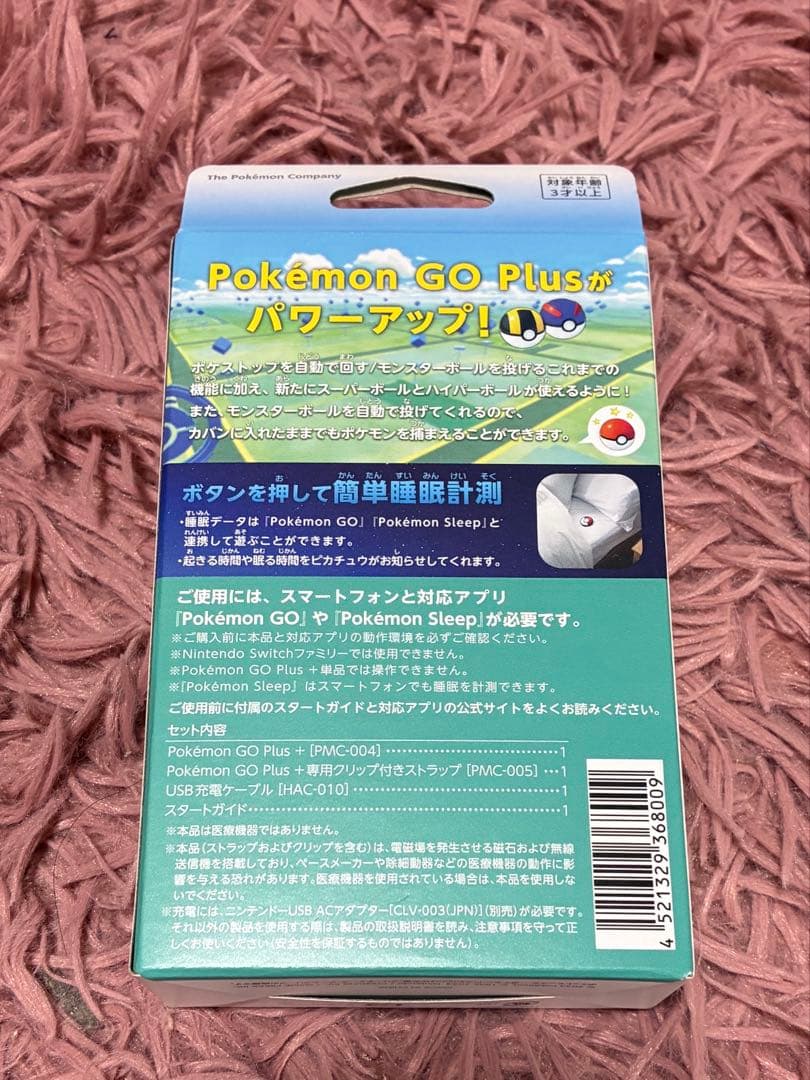 The Pokémon Company
対象年齢
3才以上
Pokémon GO Plusが
パワーアップ!
ポケストップを自動で回す/モンスターボールを投げるこれまでの
機能に加え、新たにスーパーボールとハイパーボールが使えるように!
また、モンスターボールを自動で投げてくれるので、
カバンに入れたままでもポケモンを捕まえることができます。
ボタンを押して簡単睡眠計測
・睡眠データは『Pokémon GO』『Pokémon Sleep』と
連携して遊ぶことができます。
・起きる時間や眠る時間をピカチュウがお知らせしてくれます。
ご使用には、スマートフォンと対応アプリ
『Pokémon GO』や『Pokémon Sleep』が必要です。
※ご購入前に本品と対応アプリの動作環境を必ずご確認ください。
※Nintendo Switchファミリーでは使用できません。
※Pokémon GO Plus +単品では操作できません。
※『Pokémon Sleep』はスマートフォンでも睡眠を計測できます。
ご使用前に付属のスタートガイドと対応アプリの公式サイトをよくお読みください。
セット内容
Pokémon GO Plus + [PMC-004] ································1
Pokémon GO Plus +専用クリップ付きストラップ [PMC-005] ···1
USB充電ケーブル [HAC-010] ·······································1
スタートガイド·························································1
※本品は医療機器ではありません。
※本品(ストラップおよびクリップを含む)は、電磁場を発生させる磁石および無線
送信機を搭載しており、ペースメーカーや除細動器などの医療機器の動作に影
響を与える恐れがあります。医療機器を使用されている場合は、本品を使用しな
いでください。
※充電には、ニンテンドーUSB ACアダプター[CLV-003(JPN)](別売)が必要です。
それ以外の製品を使用する際は、製品の取扱説明書を読み、注意事項を守って正
しくお使いください(安全性を保証するものではありません)。
4 521329 368009